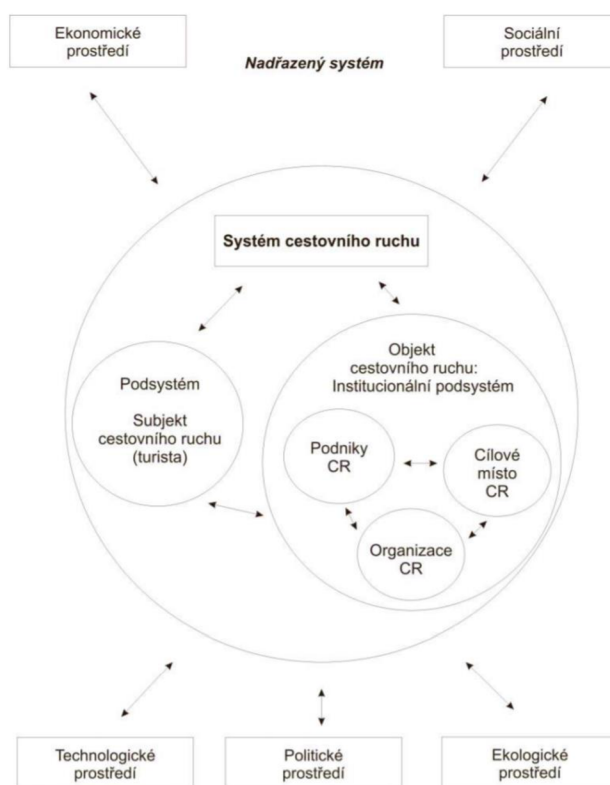 Ekonomické
prostředí
Nadřazený systém
Sociální
prostředí
Systém cestovního ruchu
Podsystém
Subjekt
cestovního ruchu
(turista)
Objekt
cestovního ruchu:
Institucionální podsystém
Podniky
CR
Cílové
místo
CR
Organizace
CR
Technologické
prostředí
Politické
prostředí
Ekologické
prostředí